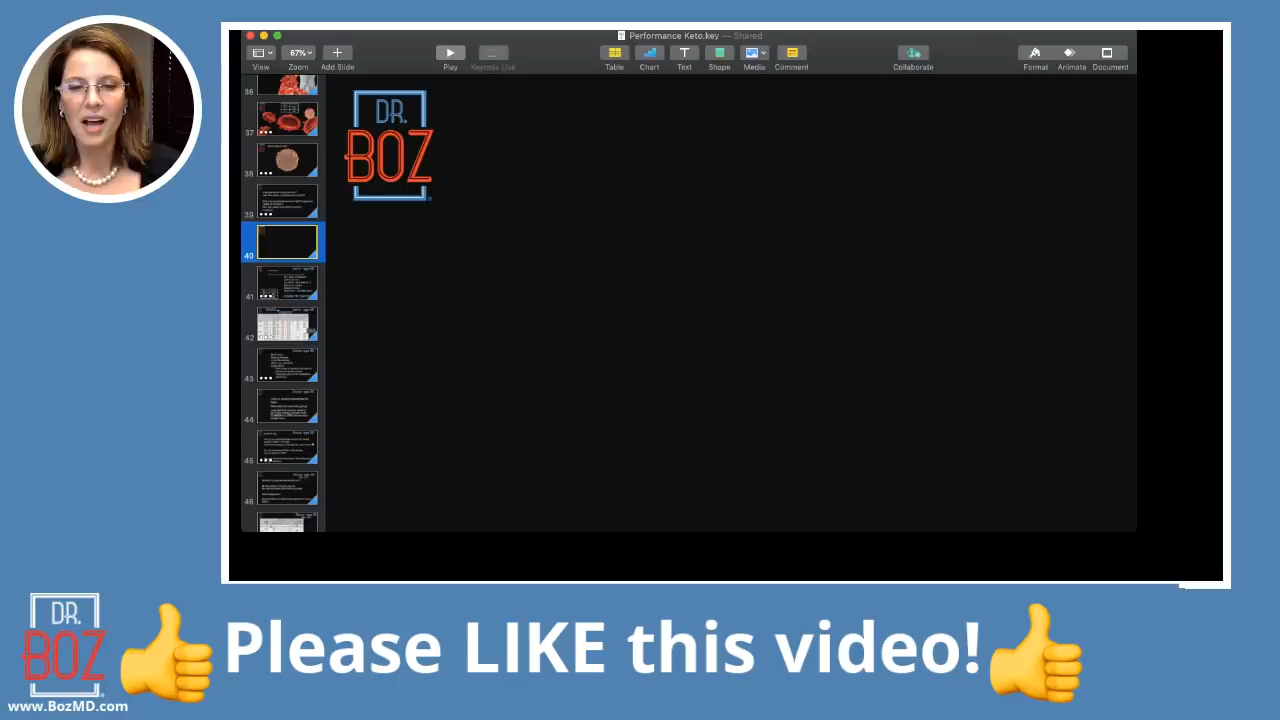 Performance Keto.key — Shared
67%
View
Zoom
Add Slide
Play
Keynote Live
Table
Chart
Text
Shape
Media
Comment
Collaborate
Format
Animate
Document
36
37
38
39
40
41
42
43
44
45
46
DR.
BOZ
DR.
BOZ
Please LIKE this video!
www.BozMD.com